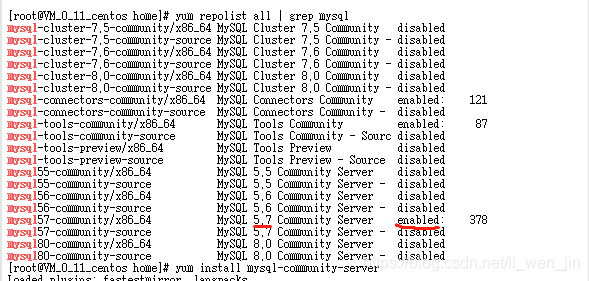 [root@VM_0_11_centos home]# yum repolist all | grep mysql
mysql-cluster-7.5-community/x86_64 MySQL Cluster 7.5 Community disabled
mysql-cluster-7.5-community-source MySQL Cluster 7.5 Community - disabled
mysql-cluster-7.6-community/x86_64 MySQL Cluster 7.6 Community disabled
mysql-cluster-7.6-community-source MySQL Cluster 7.6 Community - disabled
mysql-cluster-8.0-community/x86_64 MySQL Cluster 8.0 Community disabled
mysql-cluster-8.0-community-source MySQL Cluster 8.0 Community - disabled
mysql-connectors-community/x86_64 MySQL Connectors Community enabled: 121
mysql-connectors-community-source MySQL Connectors Community - disabled
mysql-tools-community/x86_64 MySQL Tools Community enabled: 87
mysql-tools-community-source MySQL Tools Community - Sourc disabled
mysql-tools-preview/x86_64 MySQL Tools Preview disabled
mysql-tools-preview-source MySQL Tools Preview - Source disabled
mysql55-community/x86_64 MySQL 5.5 Community Server disabled
mysql55-community-source MySQL 5.5 Community Server - disabled
mysql56-community/x86_64 MySQL 5.6 Community Server disabled
mysql56-community-source MySQL 5.6 Community Server - disabled
mysql57-community/x86_64 MySQL 5.7 Community Server enabled: 378
mysql57-community-source MySQL 5.7 Community Server - disabled
mysql80-community/x86_64 MySQL 8.0 Community Server disabled
mysql80-community-source MySQL 8.0 Community Server - disabled
[root@VM_0_11_centos home]# yum install mysql-community-server
Loaded plugins: fastestmirror, langpacks
https://blog.csdn.net/li_wen_jin